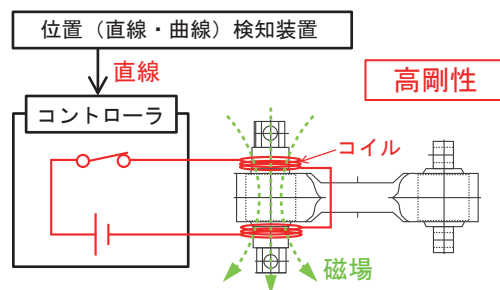 位置（直線・曲線）検知装置
直線
高剛性
コントローラ
コイル
磁場